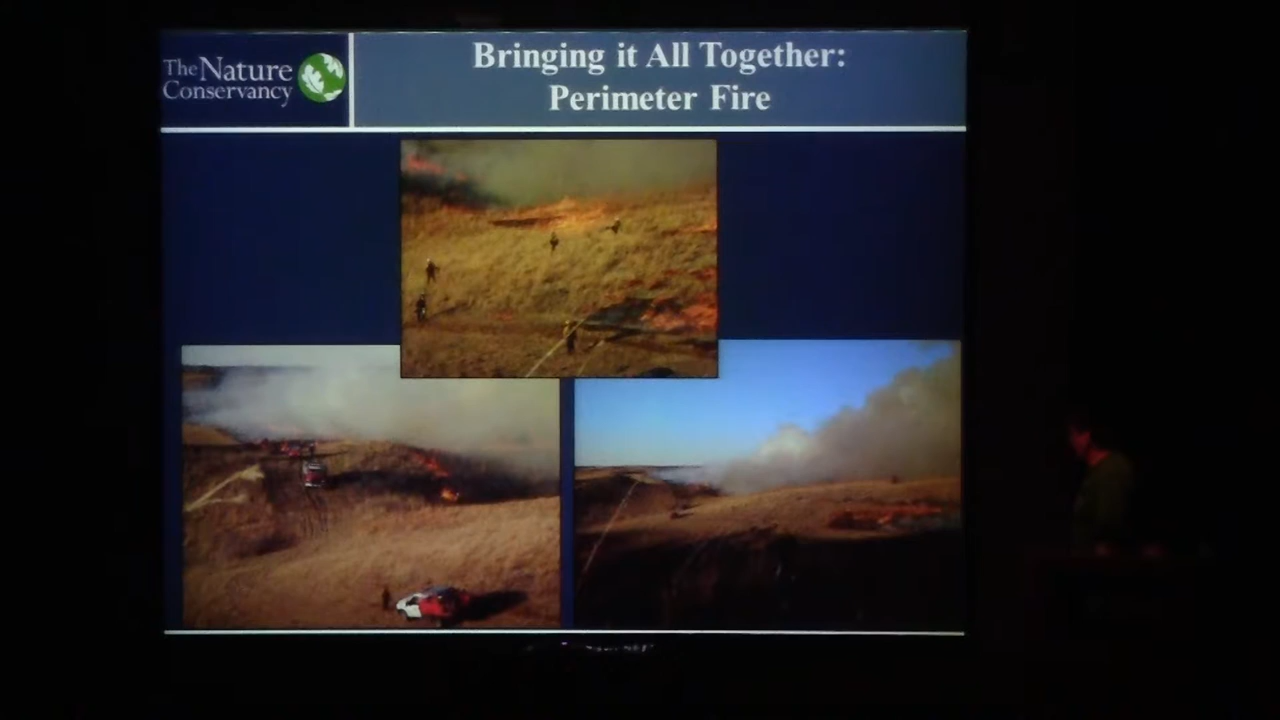 The Nature
Conservancy
Bringing it All Together:
Perimeter Fire